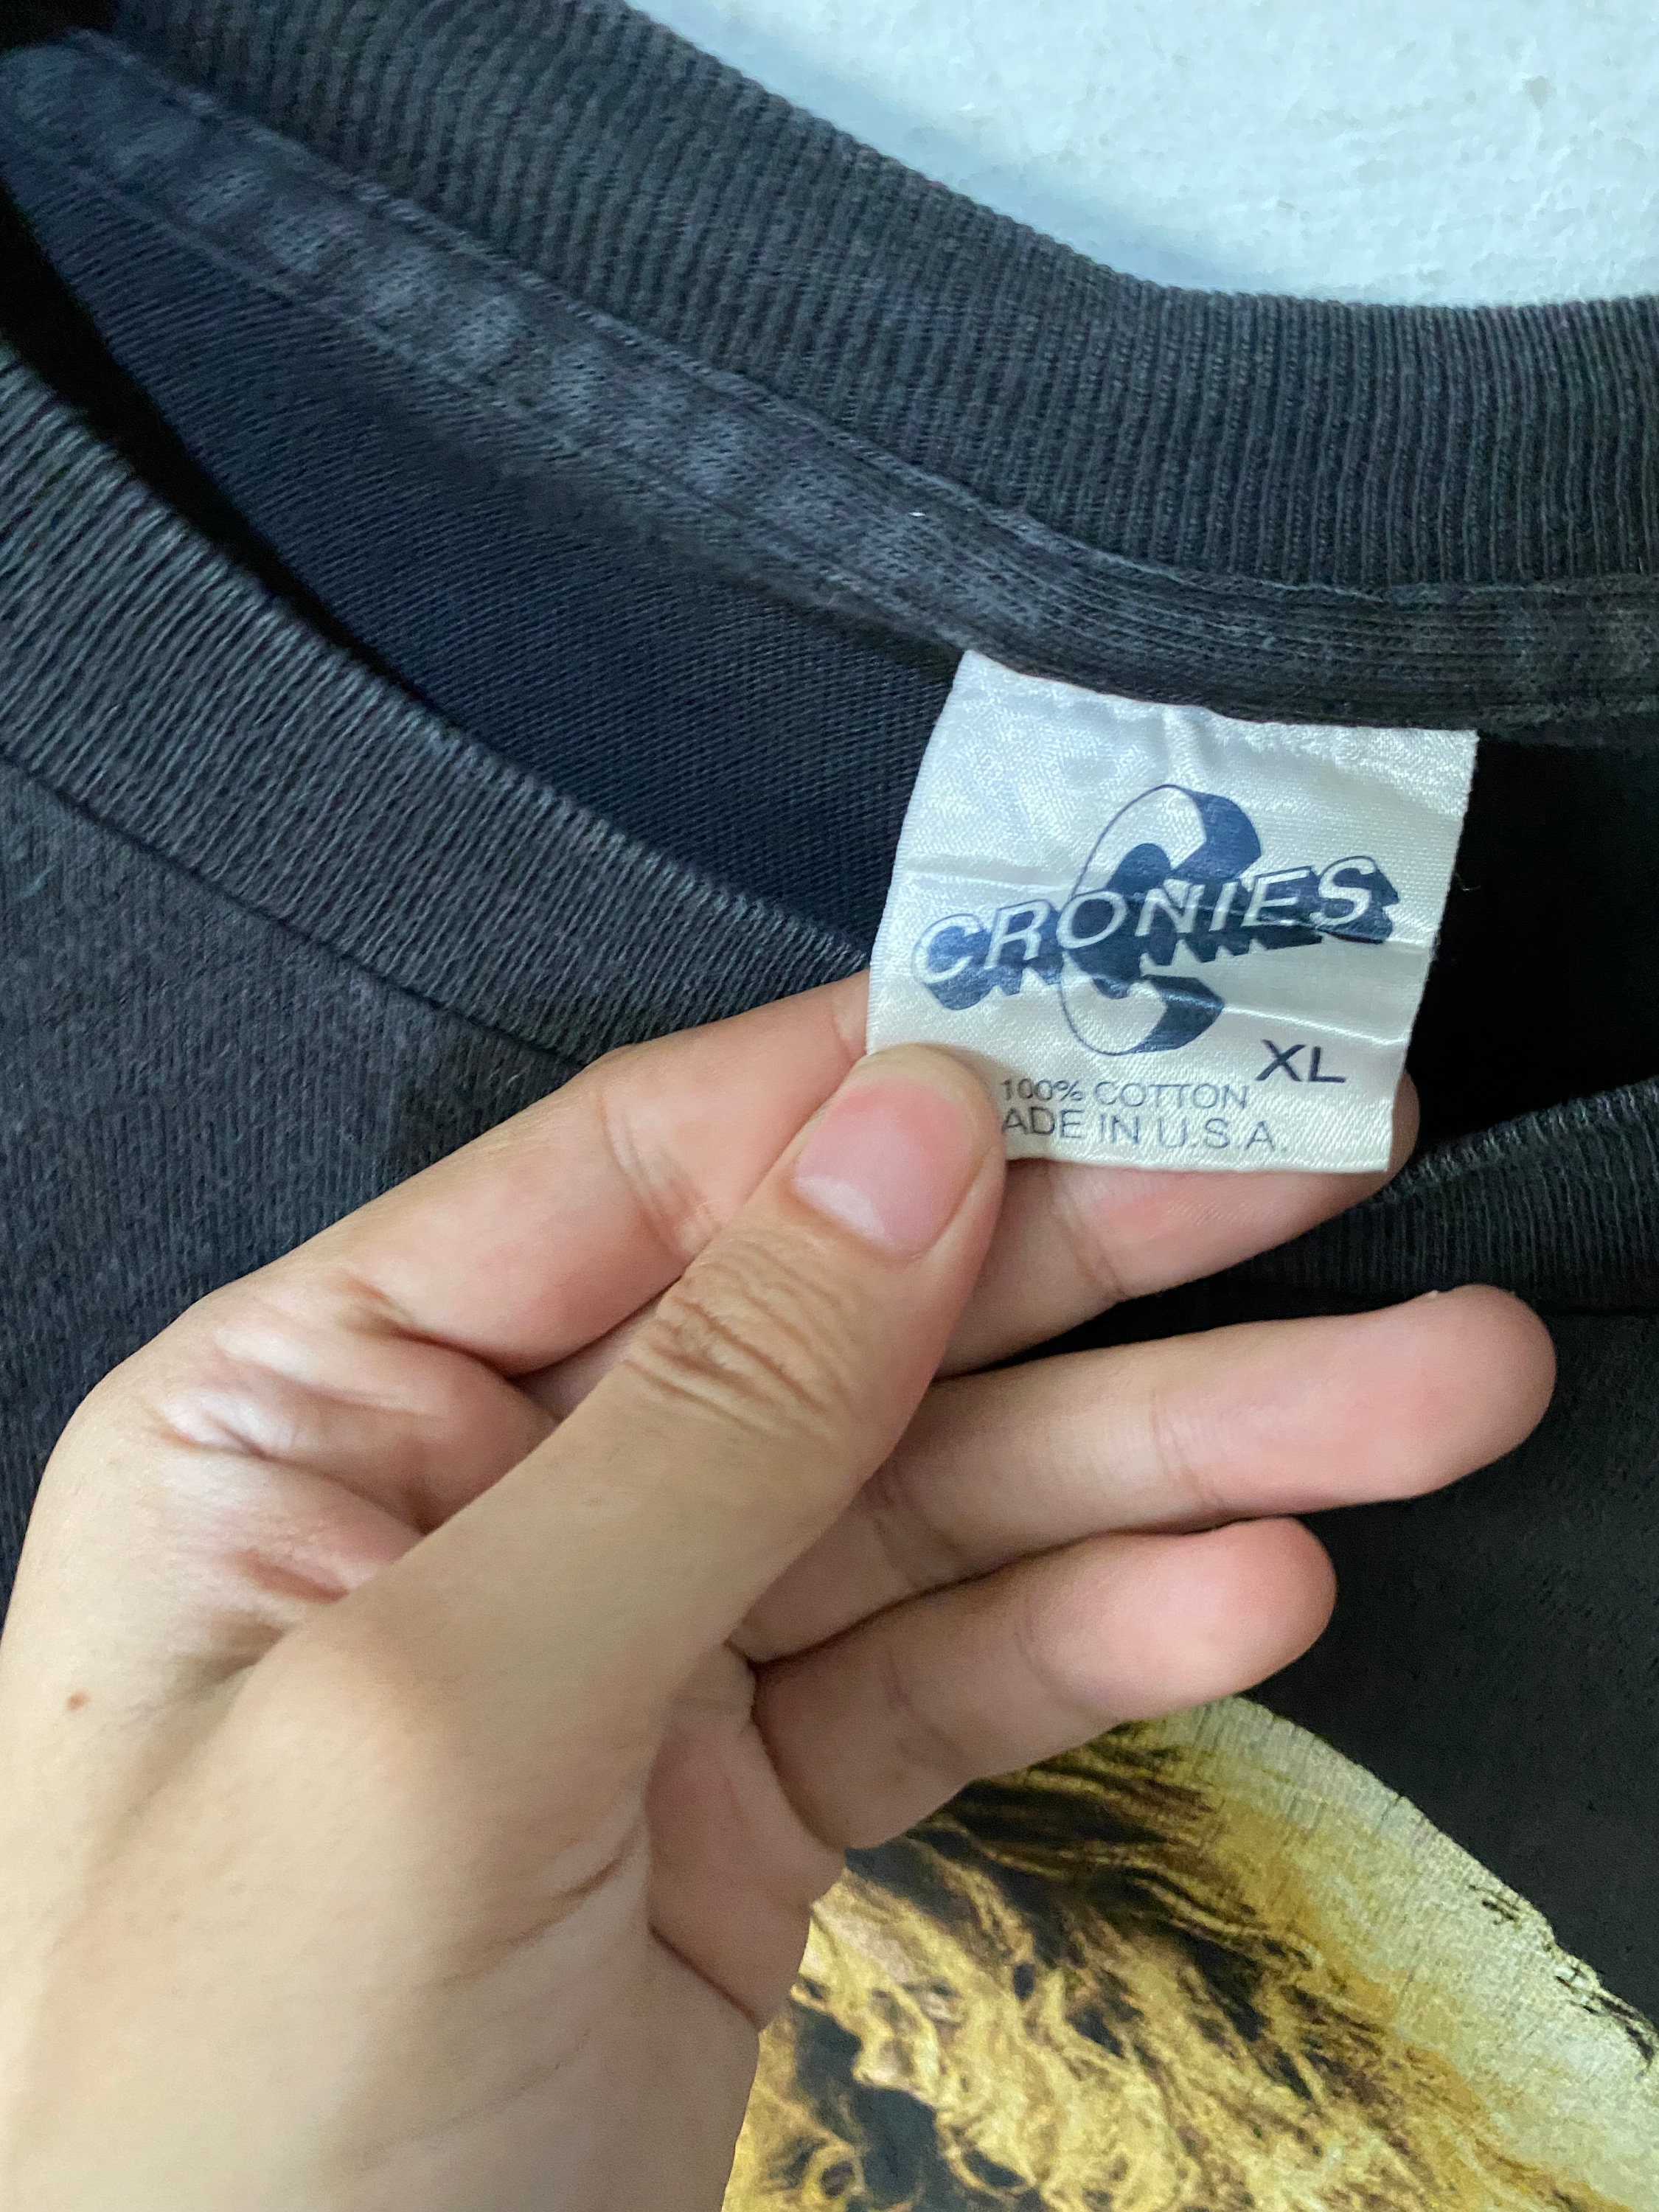 CRONIES
XL
100% COTTON
ADE IN U.S.A.